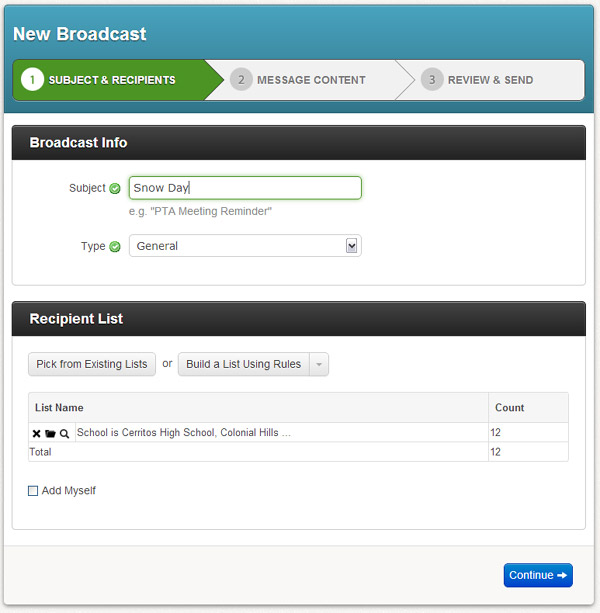 New Broadcast
1 SUBJECT & RECIPIENTS 2 MESSAGE CONTENT 3 REVIEW & SEND
Broadcast Info
Subject Snow Day
e.g. "PTA Meeting Reminder"
Type General
Recipient List
Pick from Existing Lists or Build a List Using Rules
List Name Count
School is Cerritos High School, Colonial Hills ... 12
Total 12
Add Myself
Continue